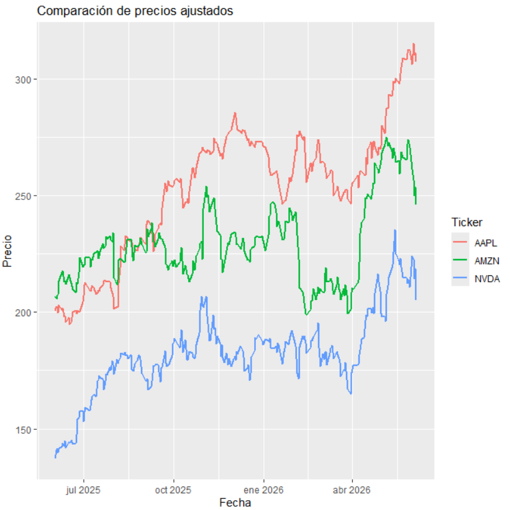 Comparación de precios ajustados
300
250
200
150
Precio
jul 2025
oct 2025
ene 2026
abr 2026
Fecha
Ticker
AAPL
AMZN
NVDA